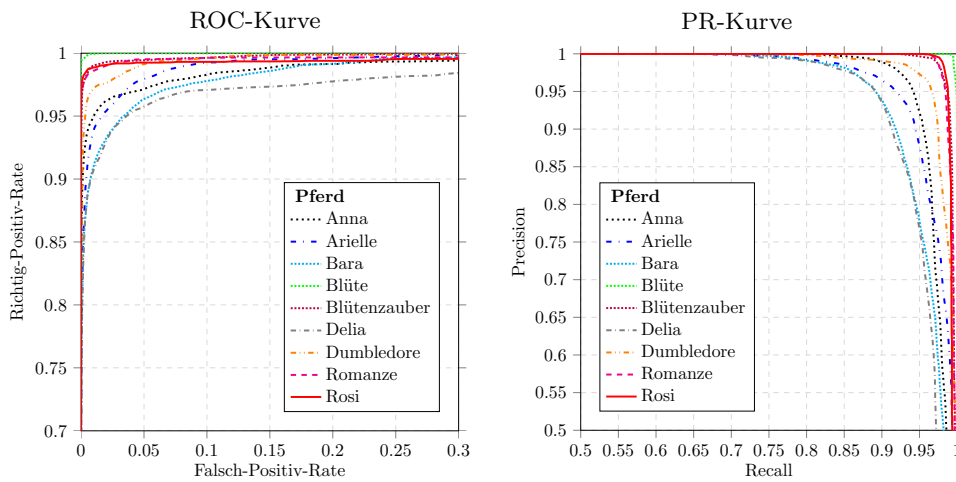 ROC-Kurve
1
0.95
0.9
0.85
0.8
0.75
0.7
0
0.05
0.1
0.15
0.2
0.25
0.3
Richtig-Positiv-Rate
Falsch-Positiv-Rate
Pferd
Anna
Arielle
Bara
Blüte
Blütenzauber
Delia
Dumbledore
Romanze
Rosi
PR-Kurve
1
0.95
0.9
0.85
0.8
0.75
0.7
0.65
0.6
0.55
0.5
0.5
0.55
0.6
0.65
0.7
0.75
0.8
0.85
0.9
0.95
1
Precision
Recall
Pferd
Anna
Arielle
Bara
Blüte
Blütenzauber
Delia
Dumbledore
Romanze
Rosi